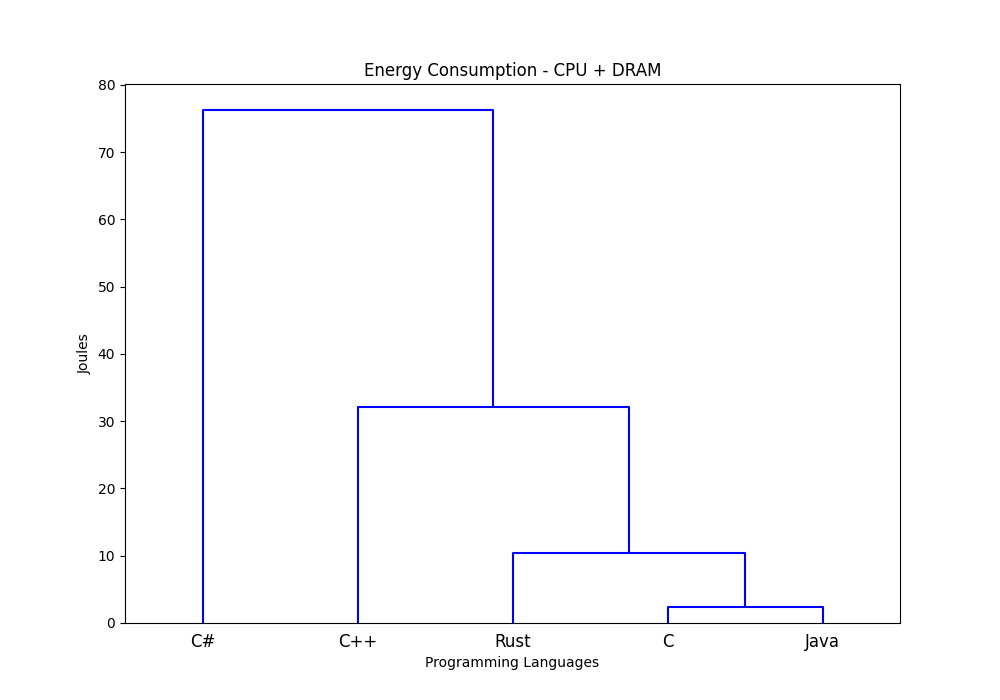 Energy Consumption - CPU + DRAM
80
70
60
50
40
30
20
10
0
Joules
C# C++ Rust C Java
Programming Languages